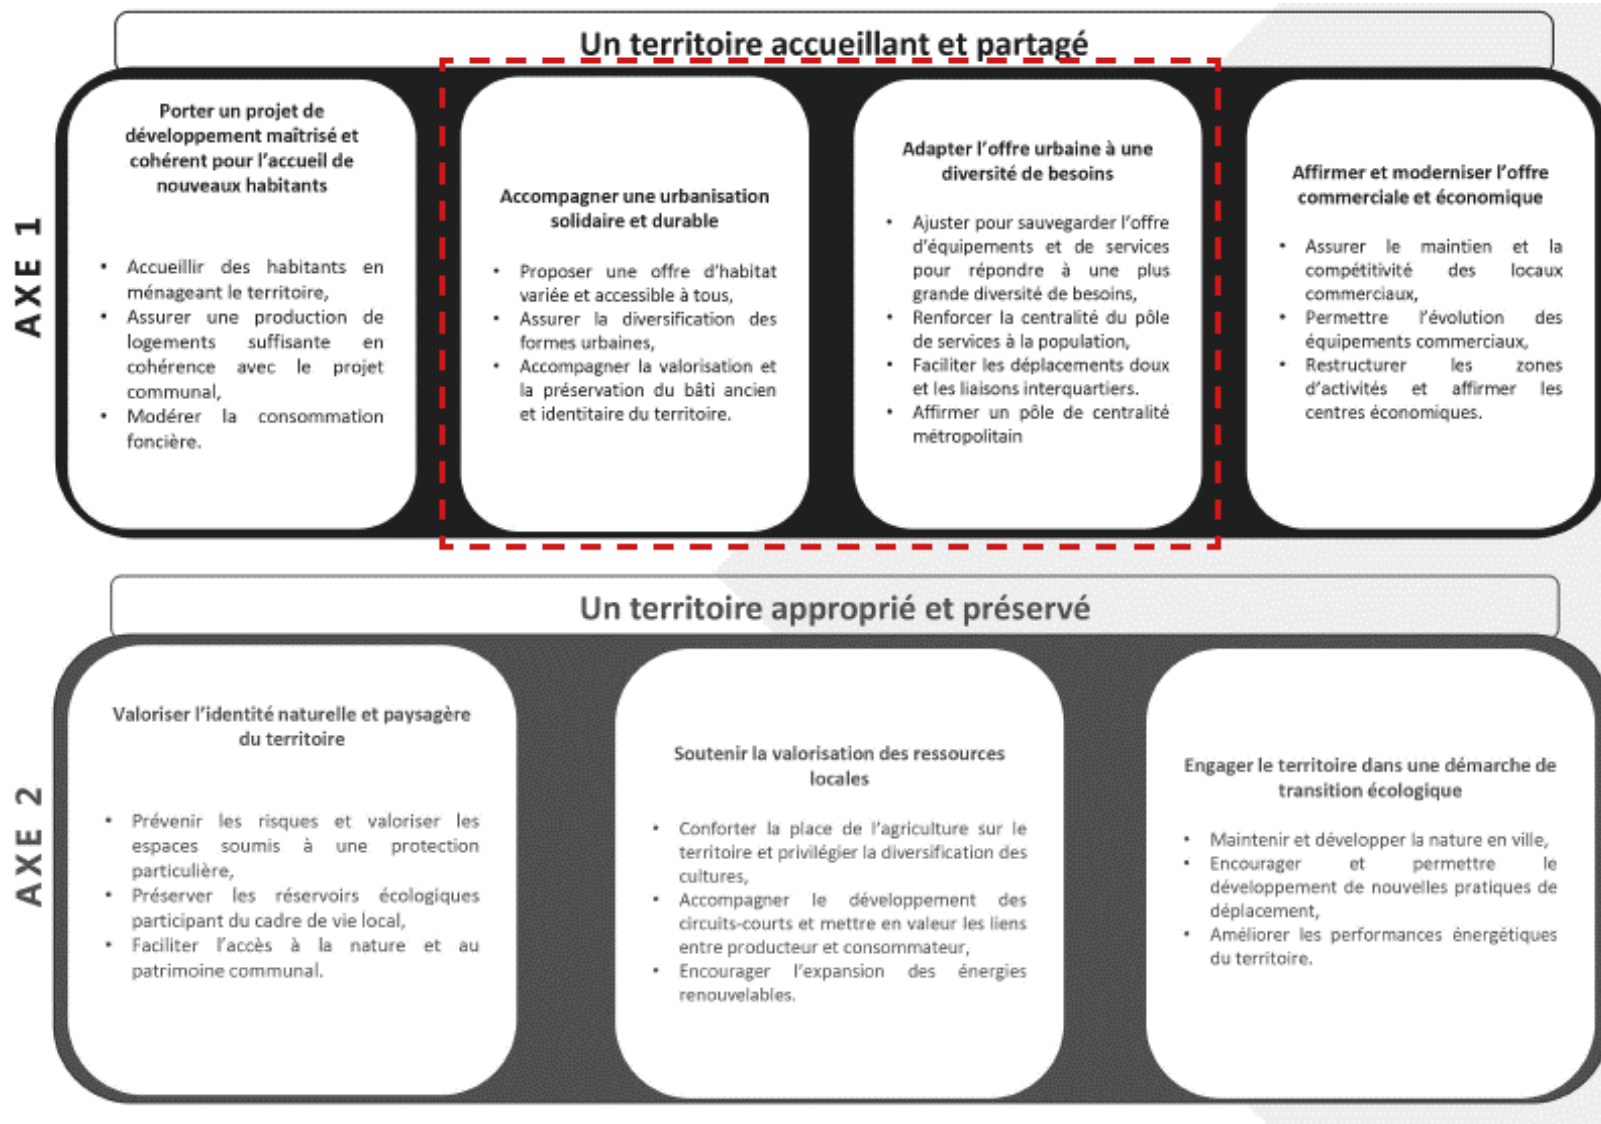 Un territoire accueillant et partagé
AXE 1
Porter un projet de
développement maîtrisé et
cohérent pour l'accueil de
nouveaux habitants
• Accueillir des habitants en
ménageant le territoire,
• Assurer une production de
logements suffisante en
cohérence avec le projet
communal,
• Modérer la consommation
foncière.
Accompagner une urbanisation
solidaire et durable
• Proposer une offre d'habitat
variée et accessible à tous,
• Assurer la diversification des
formes urbaines,
• Accompagner la valorisation et
la préservation du bâti ancien
et identitaire du territoire.
Adapter l'offre urbaine à une
diversité de besoins
• Ajuster pour sauvegarder l'offre
d'équipements et de services
pour répondre à une plus
grande diversité de besoins,
• Renforcer la centralité du pôle
de services à la population,
• Faciliter les déplacements doux
et les liaisons interquartiers.
• Affirmer un pôle de centralité
métropolitain
Affirmer et moderniser l'offre
commerciale et économique
• Assurer le maintien et la
compétitivité des locaux
commerciaux,
• Permettre l'évolution des
équipements commerciaux,
• Restructurer les zones
d'activités et affirmer les
centres économiques.
Un territoire approprié et préservé
AXE 2
Valoriser l'identité naturelle et paysagère
du territoire
• Prévenir les risques et valoriser les
espaces soumis à une protection
particulière,
• Préserver les réservoirs écologiques
participant du cadre de vie local,
• Faciliter l'accès à la nature et au
patrimoine communal.
Soutenir la valorisation des ressources
locales
• Conforter la place de l'agriculture sur le
territoire et privilégier la diversification des
cultures,
• Accompagner le développement des
circuits-courts et mettre en valeur les liens
entre producteur et consommateur,
• Encourager l'expansion des énergies
renouvelables.
Engager le territoire dans une démarche de
transition écologique
• Maintenir et développer la nature en ville,
• Encourager et permettre le
développement de nouvelles pratiques de
déplacement,
• Améliorer les performances énergétiques
du territoire.